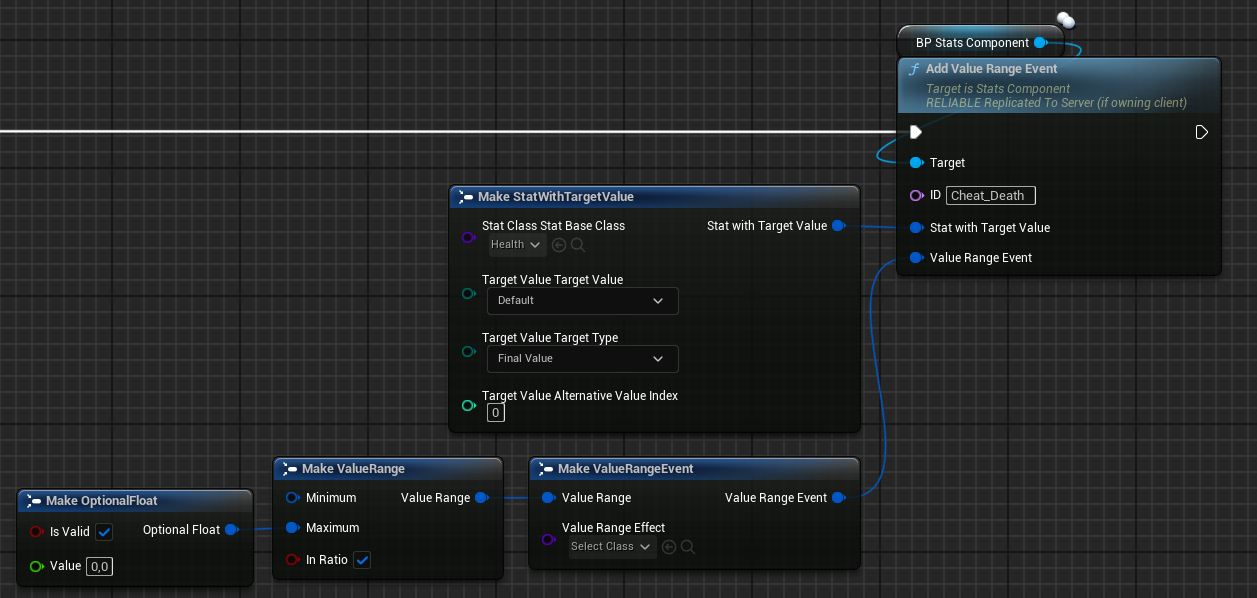 BP Stats Component
f Add Value Range Event
Target is Stats Component
RELIABLE Replicated To Server (if owning client)
Target
ID Cheat_Death
Stat with Target Value
Value Range Event
Make StatWithTargetValue
Stat Class Stat Base Class
Stat with Target Value
Health
Target Value Target Value
Default
Target Value Target Type
Final Value
Target Value Alternative Value Index
0
Make ValueRange
Minimum Value Range
Maximum
In Ratio
Make ValueRangeEvent
Value Range Value Range Event
Value Range Effect
Select Class
Make OptionalFloat
Is Valid Optional Float
Value 0,0